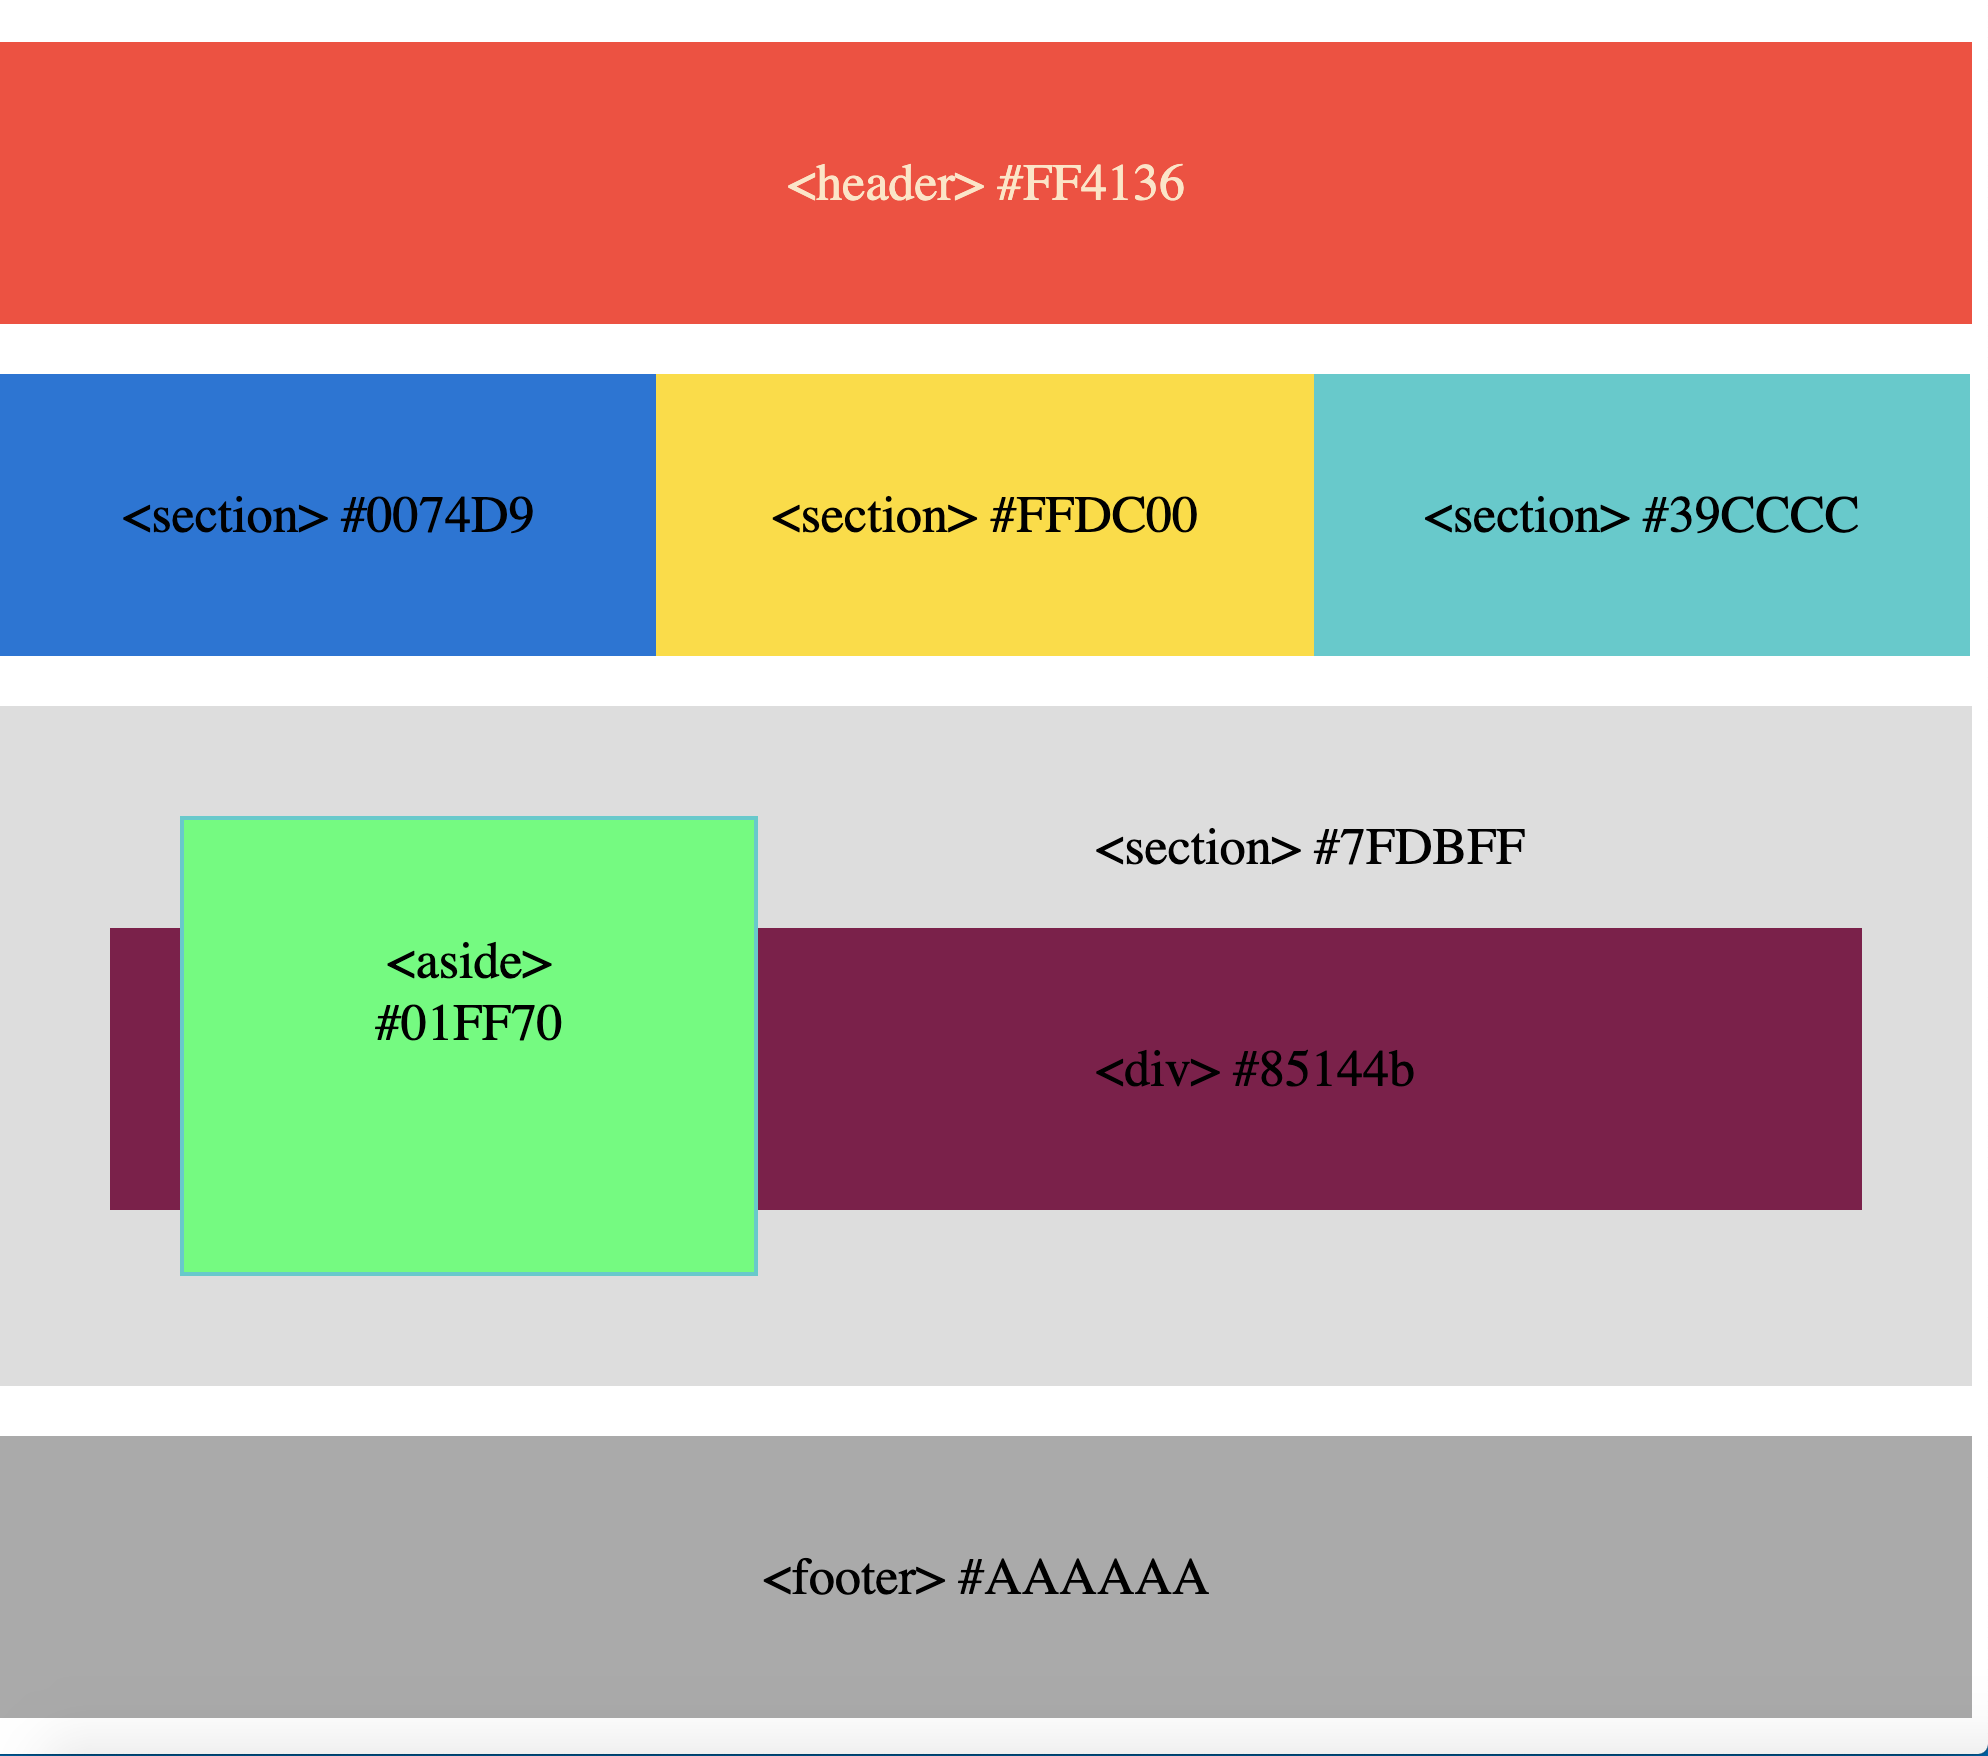 <header> #FF4136
<section> #0074D9
<section> #FFDC00
<section> #39CCCC
<section> #7FDBFF
<aside>
#01FF70
<div> #85144b
<footer> #AAAAAA